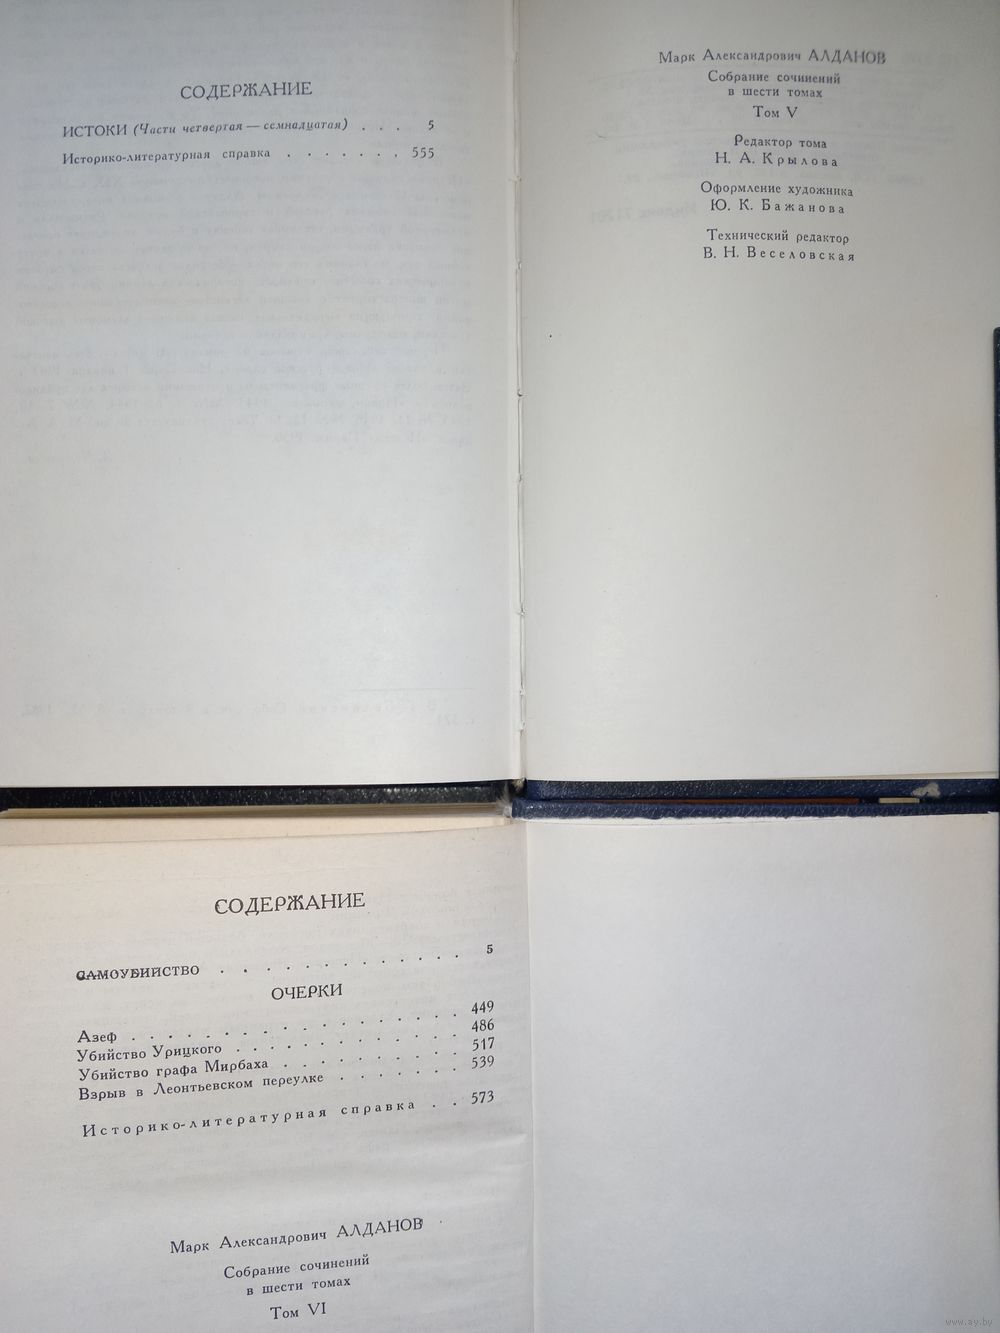 СОДЕРЖАНИЕ
ИСТОКИ (Части четвертая — семнадцатая) . . . 5
Историко-литературная справка . . . . . . . 555
Марк Александрович АЛДАНОВ
Собрание сочинений
в шести томах
Том V
Редактор тома
Н. А. Крылова
Оформление художника
Ю. К. Бажанова
Технический редактор
В. Н. Веселовская
СОДЕРЖАНИЕ
САМОУБИЙСТВО . . . . . . . . . . . . 5
ОЧЕРКИ
Азеф . . . . . . . . . . . . . . . . 449
Убийство Урицкого . . . . . . . . . . . 486
Убийство графа Мирбаха . . . . . . . . . 517
Взрыв в Леонтьевском переулке . . . . . . . 539
Историко-литературная справка . . 573
Марк Александрович АЛДАНОВ
Собрание сочинений
в шести томах
Том VI
www.ay.by